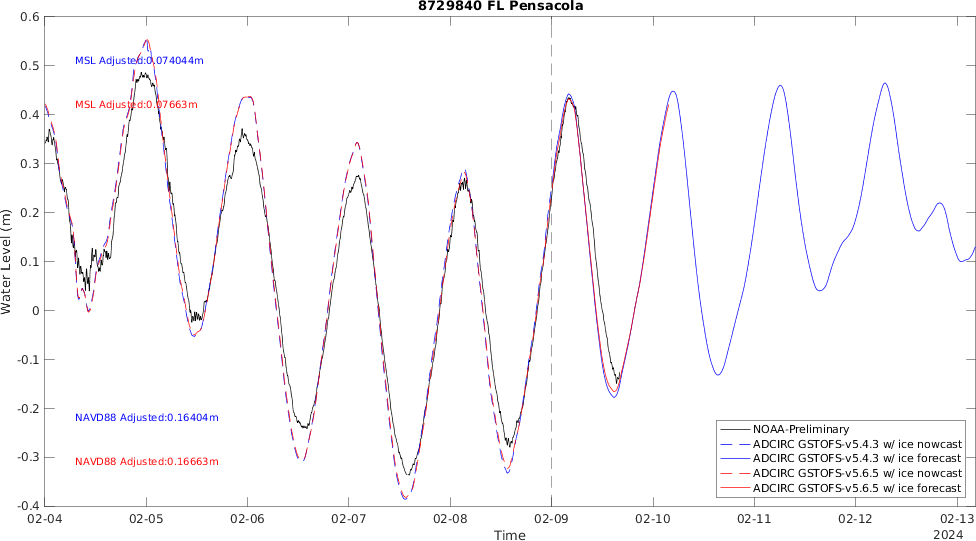 8729840 FL Pensacola
0.6
0.5
0.4
0.3
0.2
0.1
0
-0.1
-0.2
-0.3
-0.4
Water Level (m)
MSL Adjusted:0.074044m
MSL Adjusted:0.07663m
NAVD88 Adjusted:0.16404m
NAVD88 Adjusted:0.16663m
NOAA-Preliminary
ADCIRC GSTOFS-v5.4.3 w/ ice nowcast
ADCIRC GSTOFS-v5.4.3 w/ ice forecast
ADCIRC GSTOFS-v5.6.5 w/ ice nowcast
ADCIRC GSTOFS-v5.6.5 w/ ice forecast
02-04 02-05 02-06 02-07 02-08 02-09 02-10 02-11 02-12 02-13
2024
Time